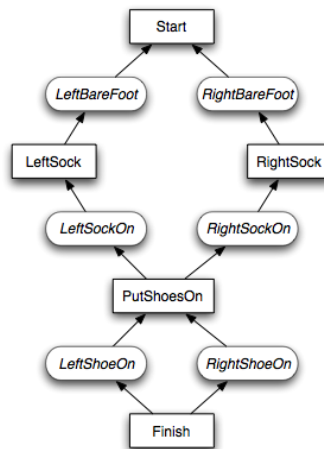 Start
LeftBareFoot
RightBareFoot
LeftSock
RightSock
LeftSockOn
RightSockOn
PutShoesOn
LeftShoeOn
RightShoeOn
Finish